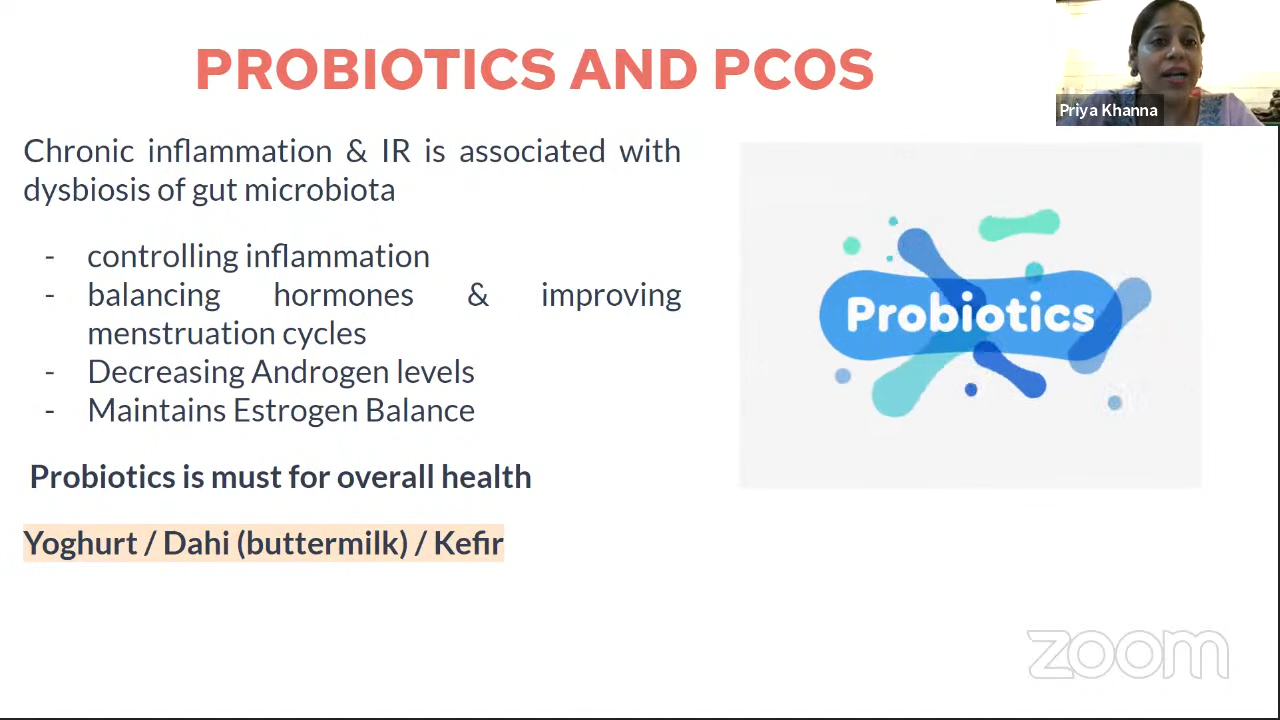 PROBIOTICS AND PCOS
Priya Khanna
Chronic inflammation & IR is associated with
dysbiosis of gut microbiota
- controlling inflammation
- balancing hormones & improving
menstruation cycles
- Decreasing Androgen levels
- Maintains Estrogen Balance
Probiotics is must for overall health
Yoghurt / Dahi (buttermilk) / Kefir
Probiotics
zoom